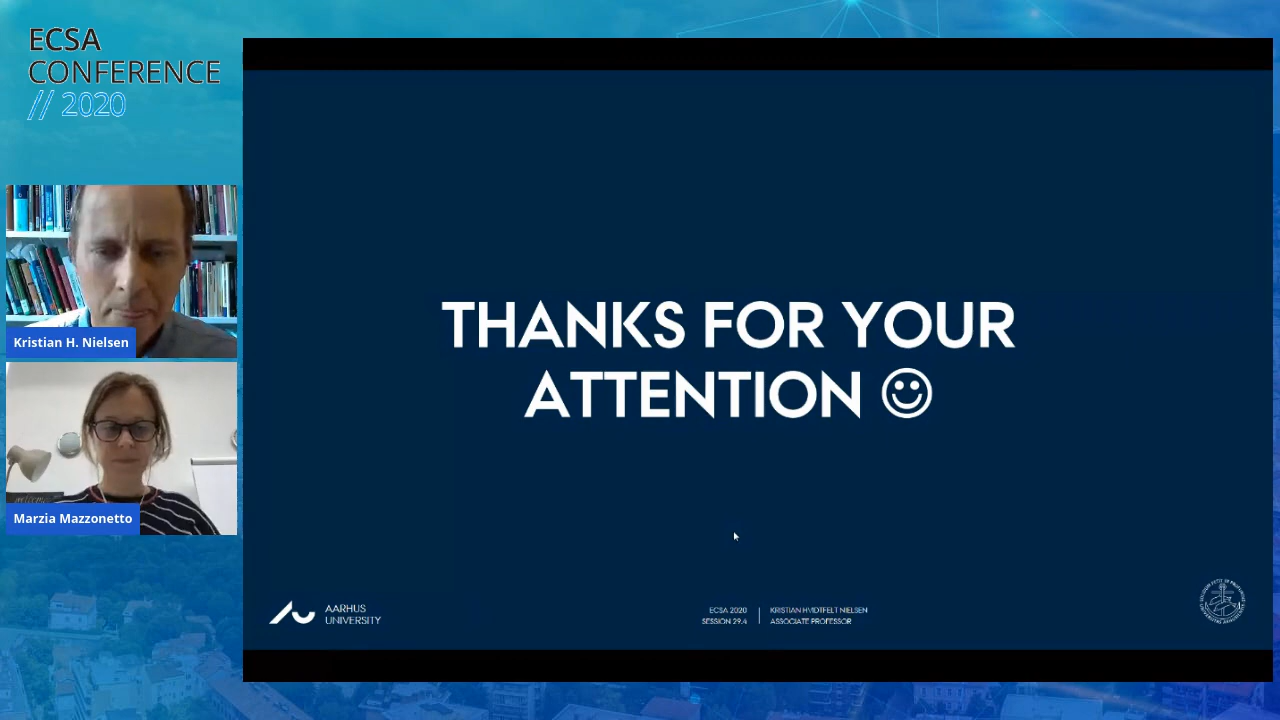 ECSA
CONFERENCE
// 2020
Kristian H. Nielsen
Marzia Mazzonetto
THANKS FOR YOUR
ATTENTION ☺
AARHUS
UNIVERSITY
ECSA 2020
SESSION 29.4
KRISTIAN HVIDTFELT NIELSEN
ASSOCIATE PROFESSOR